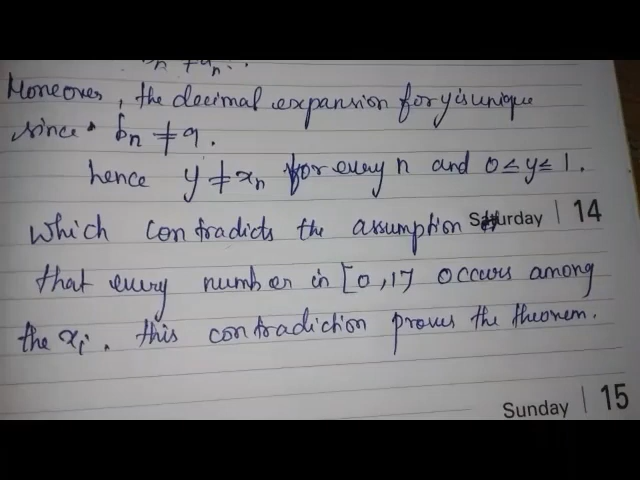 bn ≠ an.
Moreover, the decimal expansion for y is unique
since bn ≠ 9.
hence y ≠ xn for every n and 0 ≤ y ≤ 1.
Which contradicts the assumption
Saturday 14
that every number in [0,1] occurs among
the xi. this contradiction proves the theorem.
Sunday 15